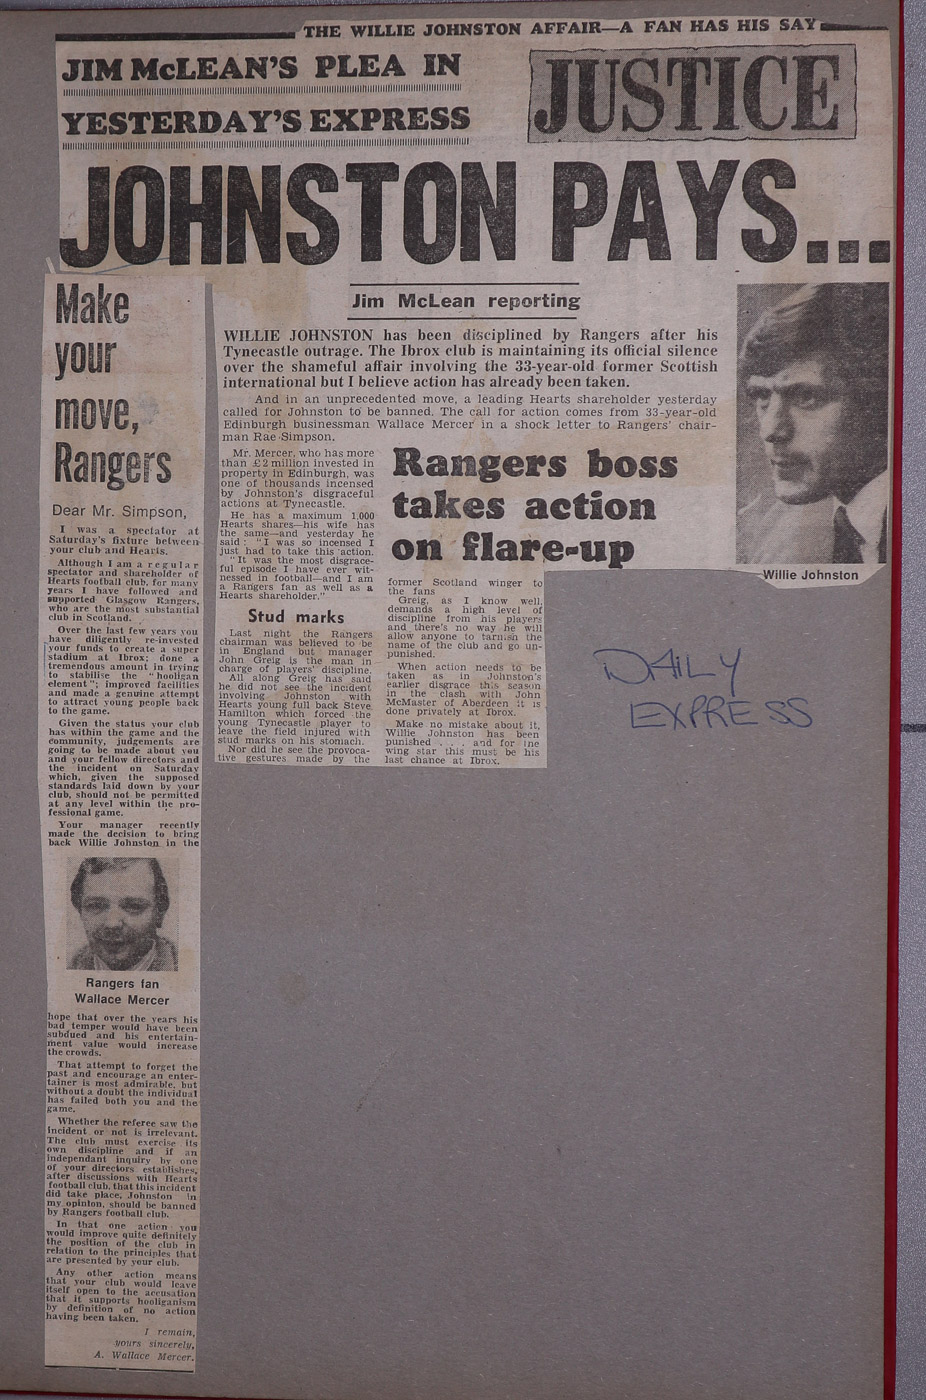 THE WILLIE JOHNSTON AFFAIR—A FAN HAS HIS SAY
JIM McLEAN'S PLEA IN
YESTERDAY'S EXPRESS
JUSTICE
JOHNSTON PAYS...
Make
your
move,
Rangers
Dear Mr. Simpson,
I was a spectator at
Saturday's fixture between
your club and Hearts.
Although I am a regular
spectator and shareholder of
Hearts football club, for many
years I have followed and
supported Glasgow Rangers,
who are the most substantial
club in Scotland.
Over the last few years you
have diligently re-invested
your funds to create a super
stadium at Ibrox; done a
tremendous amount in trying
to stabilise the "hooligan
element"; improved facilities
and made a genuine attempt
to attract young people back
to the game.
Given the status your club
has within the game and the
community, judgements are
going to be made about you
and your fellow directors and
the incident on Saturday
which, given the supposed
standards laid down by your
club, should not be permitted
at any level within the pro-
fessional game.
Your manager recently
made the decision to bring
back Willie Johnston in the
Rangers fan
Wallace Mercer
hope that over the years his
bad temper would have been
subdued and his entertain-
ment value would increase
the crowds.
That attempt to forget the
past and encourage an enter-
tainer is most admirable, but
without a doubt the individual
has failed both you and the
game.
Whether the referee saw the
incident or not is irrelevant.
The club must exercise its
own discipline and if an
independent inquiry by one
of your directors establishes,
after discussions with Hearts
football club, that this incident
did take place, Johnston in
my opinion, should be banned
by Rangers football club.
In that one action you
would improve quite definitely
the position of the club in
relation to the principles that
are presented by your club.
Any other action means
that your club would leave
itself open to the accusation
that it supports hooliganism
by definition of no action
having been taken.
I remain,
yours sincerely,
A. Wallace Mercer.
Jim McLean reporting
WILLIE JOHNSTON has been disciplined by Rangers after his
Tynecastle outrage. The Ibrox club is maintaining its official silence
over the shameful affair involving the 33-year-old former Scottish
international but I believe action has already been taken.
And in an unprecedented move, a leading Hearts shareholder yesterday
called for Johnston to be banned. The call for action comes from 33-year-old
Edinburgh businessman Wallace Mercer in a shock letter to Rangers' chair-
man Rae Simpson.
Mr. Mercer, who has more
than £2 million invested in
property in Edinburgh, was
one of thousands incensed
by Johnston's disgraceful
actions at Tynecastle.
He has a maximum 1,000
Hearts shares—his wife has
the same—and yesterday he
said: "I was so incensed I
just had to take this action.
"It was the most disgrace-
ful episode I have ever wit-
nessed in football—and I am
a Rangers fan as well as a
Hearts shareholder."
Stud marks
Last night the Rangers
chairman was believed to be
in England but manager
John Greig is the man in
charge of players' discipline.
All along Greig has said
he did not see the incident
involving Johnston with
Hearts young full back Steve
Hamilton which forced the
young Tynecastle player to
leave the field injured with
stud marks on his stomach.
Nor did he see the provoca-
tive gestures made by the
Rangers boss
takes action
on flare-up
former Scotland winger to
the fans
Greig, as I know well,
demands a high level of
discipline from his players
and there's no way he will
allow anyone to tarnish the
name of the club and go un-
punished.
When action needs to be
taken as in Johnston's
earlier disgrace this season
in the clash with John
McMaster of Aberdeen it is
done privately at Ibrox.
Make no mistake about it,
Willie Johnston has been
punished . . . and for the
wing star this must be his
last chance at Ibrox.
Willie Johnston
DAILY
EXPRESS